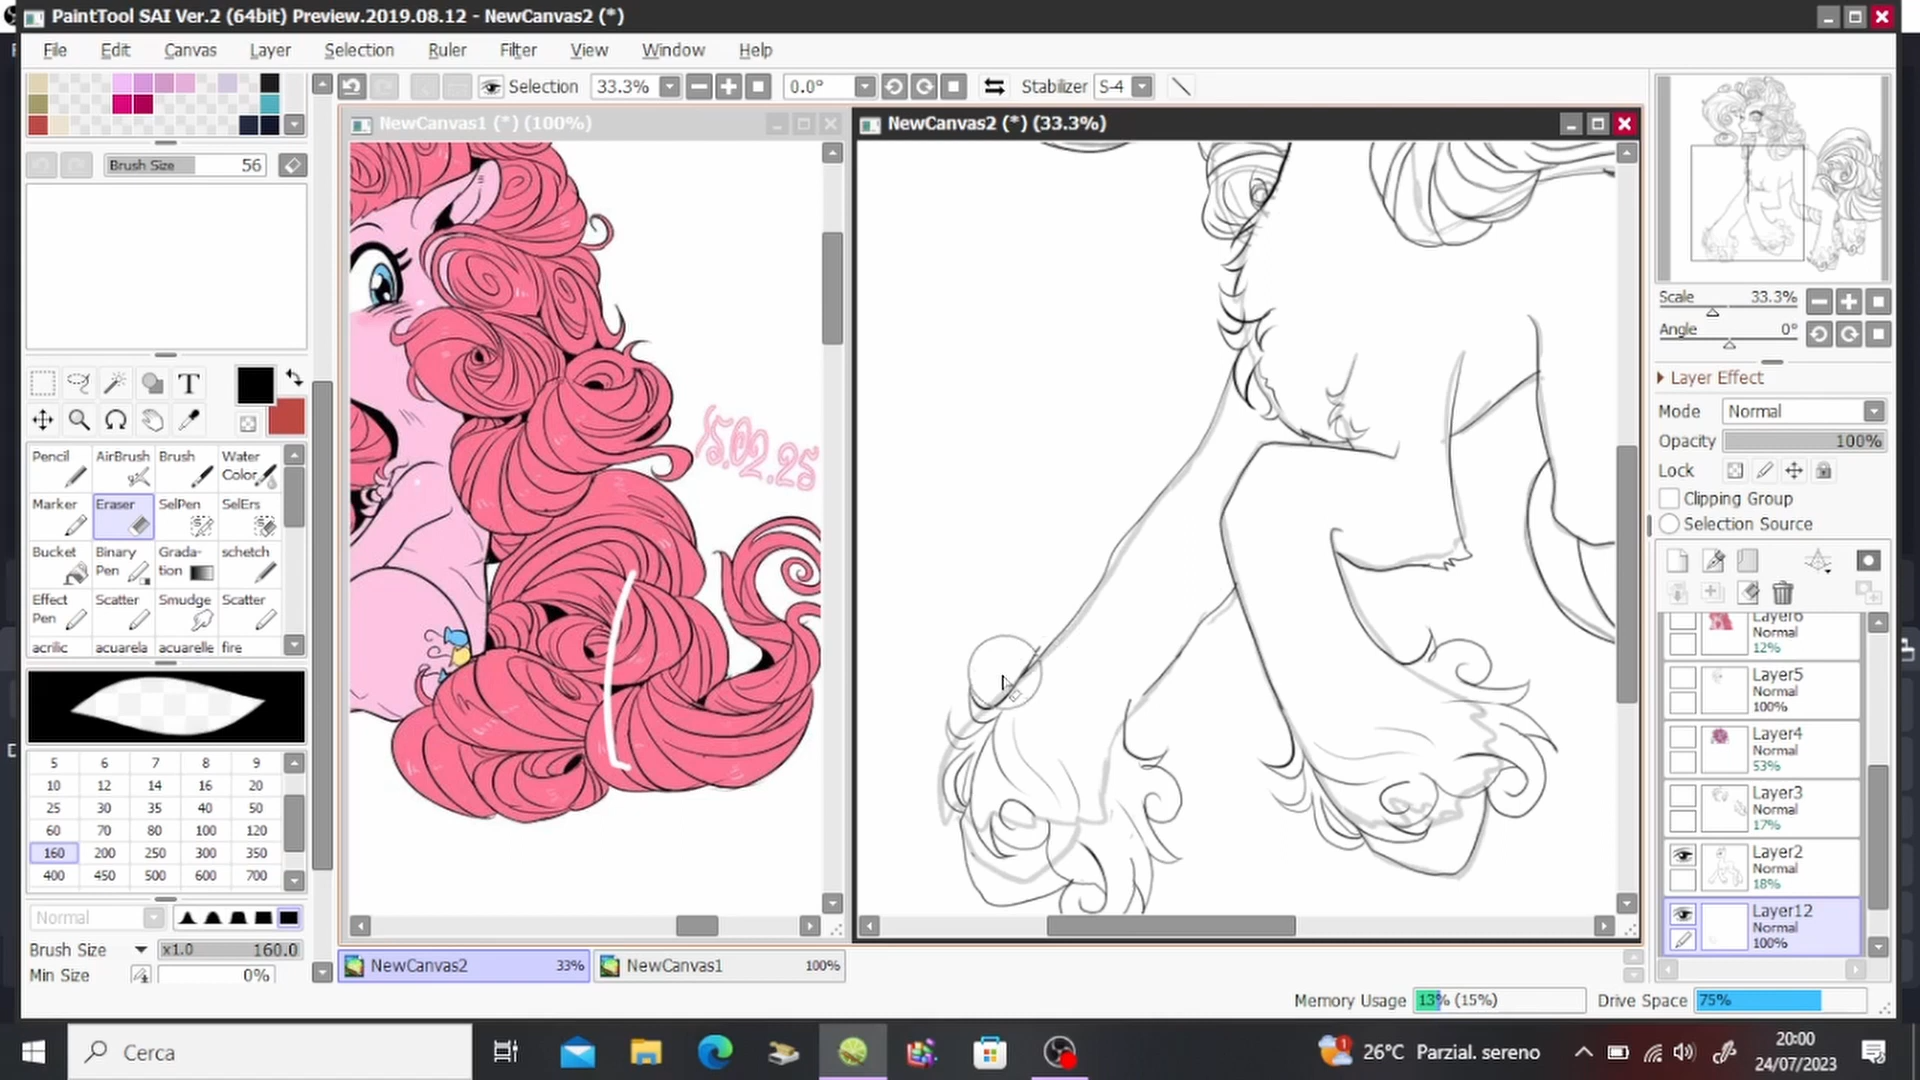 PaintTool SAI Ver.2 (64bit) Preview.2019.08.12 - NewCanvas2 (*)
File Edit Canvas Layer Selection Ruler Filter View Window Help
Selection 33.3% 0.0° Stabilizer S-4
NewCanvas1 (*) (100%)
NewCanvas2 (*) (33.3%)
Brush Size 56
T
Pencil AirBrush Brush Water Color
Marker Eraser SelPen SelErs
Bucket Binary Pen Grada-tion schetch
Effect Pen Scatter Smudge Scatter
acrilic acuarela acuarelle fire
5 6 7 8 9
10 12 14 16 20
25 30 35 40 50
60 70 80 100 120
160 200 250 300 350
400 450 500 600 700
Normal
Brush Size x1.0 160.0
Min Size 0%
15.02.25
NewCanvas2 33%
NewCanvas1 100%
Scale 33.3%
Angle 0°
Layer Effect
Mode Normal
Opacity 100%
Lock
Clipping Group
Selection Source
Layer6
Normal
12%
Layer5
Normal
100%
Layer4
Normal
53%
Layer3
Normal
17%
Layer2
Normal
18%
Layer12
Normal
100%
Memory Usage 13% (15%) Drive Space 75%
Cerca
1
26°C Parzial. sereno
20:00
24/07/2023